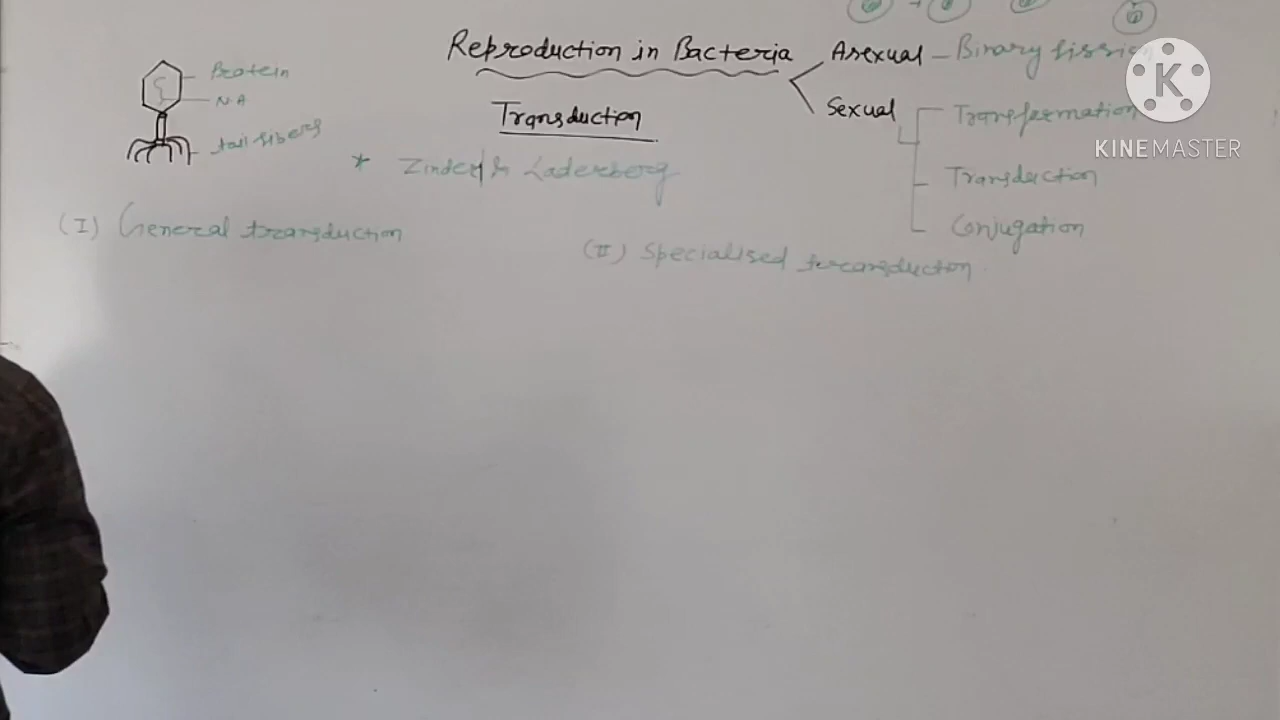 Reproduction in Bacteria
Asexual - Binary fission
Sexual
Transformation
Transduction
Conjugation
Protein
N.A
tail fibers
Transduction
* Zinder & Laderberg
(I) General transduction
(II) Specialised transduction
K
KINEMASTER